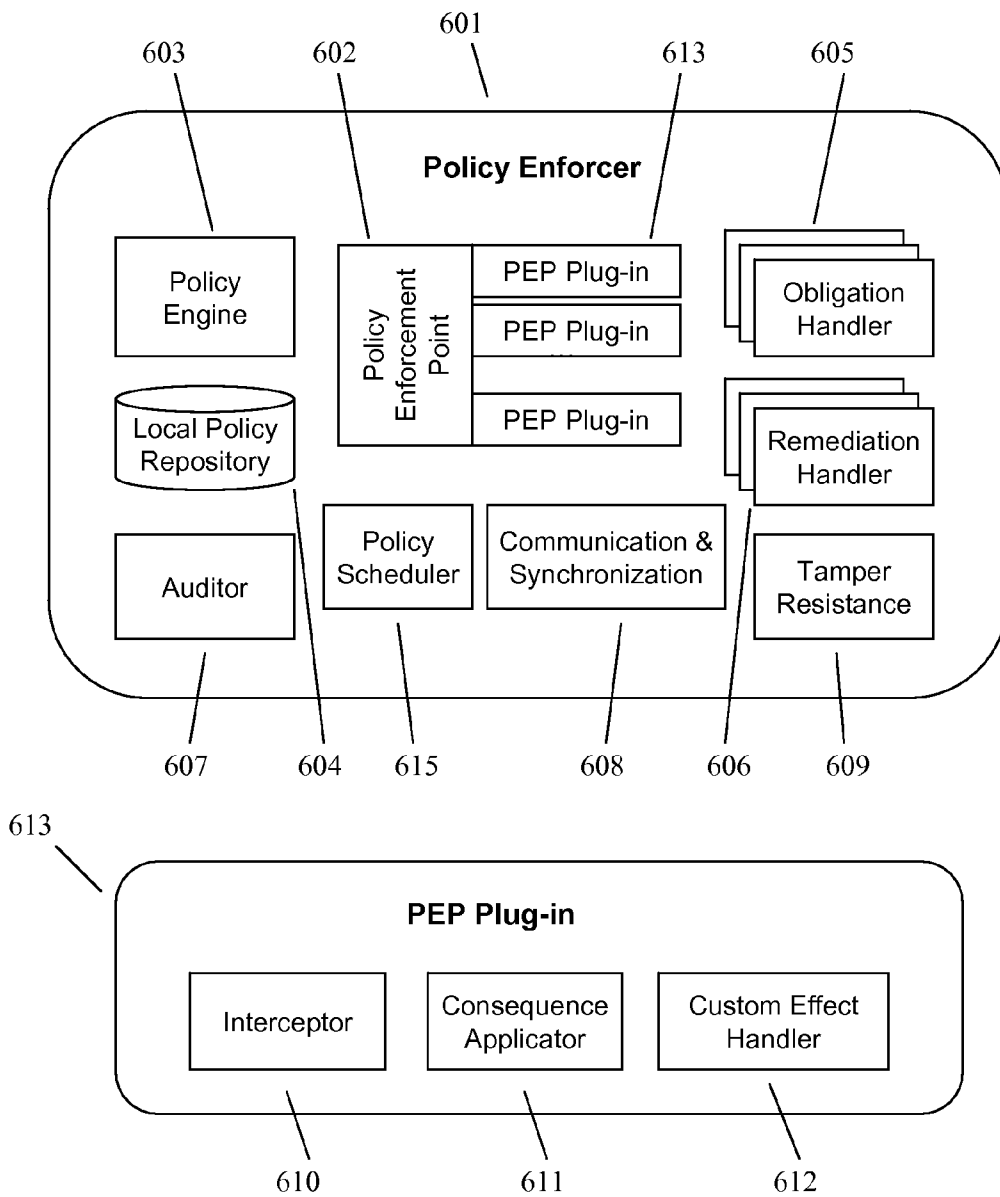 601
603
602
613
605
Policy Enforcer
Policy
Engine
Policy
Enforcement
Point
PEP Plug-in
PEP Plug-in
...
PEP Plug-in
Obligation
Handler
Local Policy
Repository
Remediation
Handler
Auditor
Policy
Scheduler
Communication &
Synchronization
Tamper
Resistance
607
604
615
608
606
609
613
PEP Plug-in
Interceptor
Consequence
Applicator
Custom Effect
Handler
610
611
612